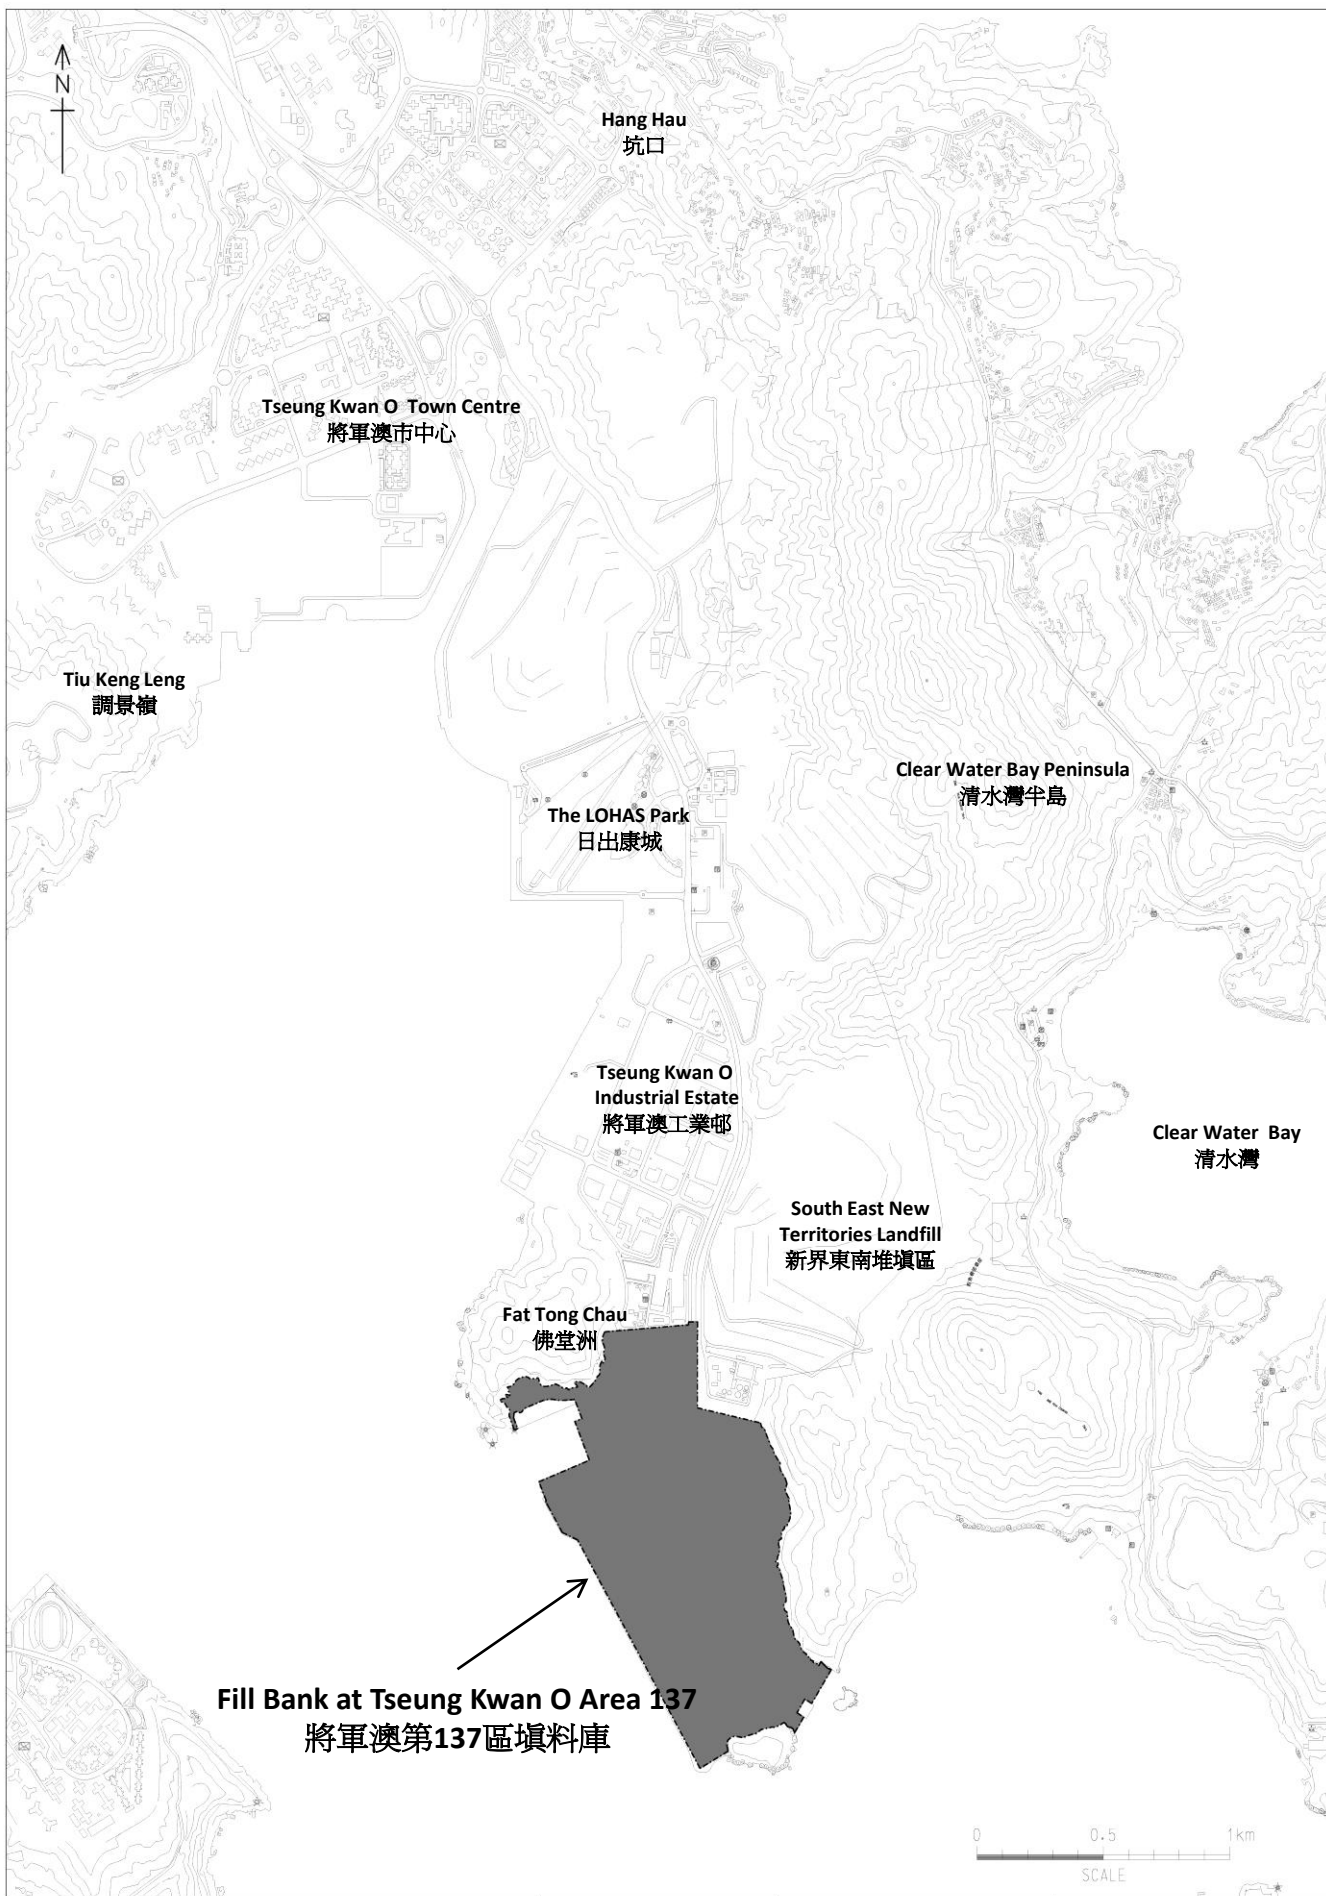 N
Hang Hau
坑口
Tseung Kwan O Town Centre
將軍澳市中心
Tiu Keng Leng
調景嶺
Clear Water Bay Peninsula
清水灣半島
The LOHAS Park
日出康城
Tseung Kwan O
Industrial Estate
將軍澳工業邨
Clear Water Bay
清水灣
South East New
Territories Landfill
新界東南堆填區
Fat Tong Chau
佛堂洲
Fill Bank at Tseung Kwan O Area 137
將軍澳第137區填料庫
0 0.5 1km
SCALE